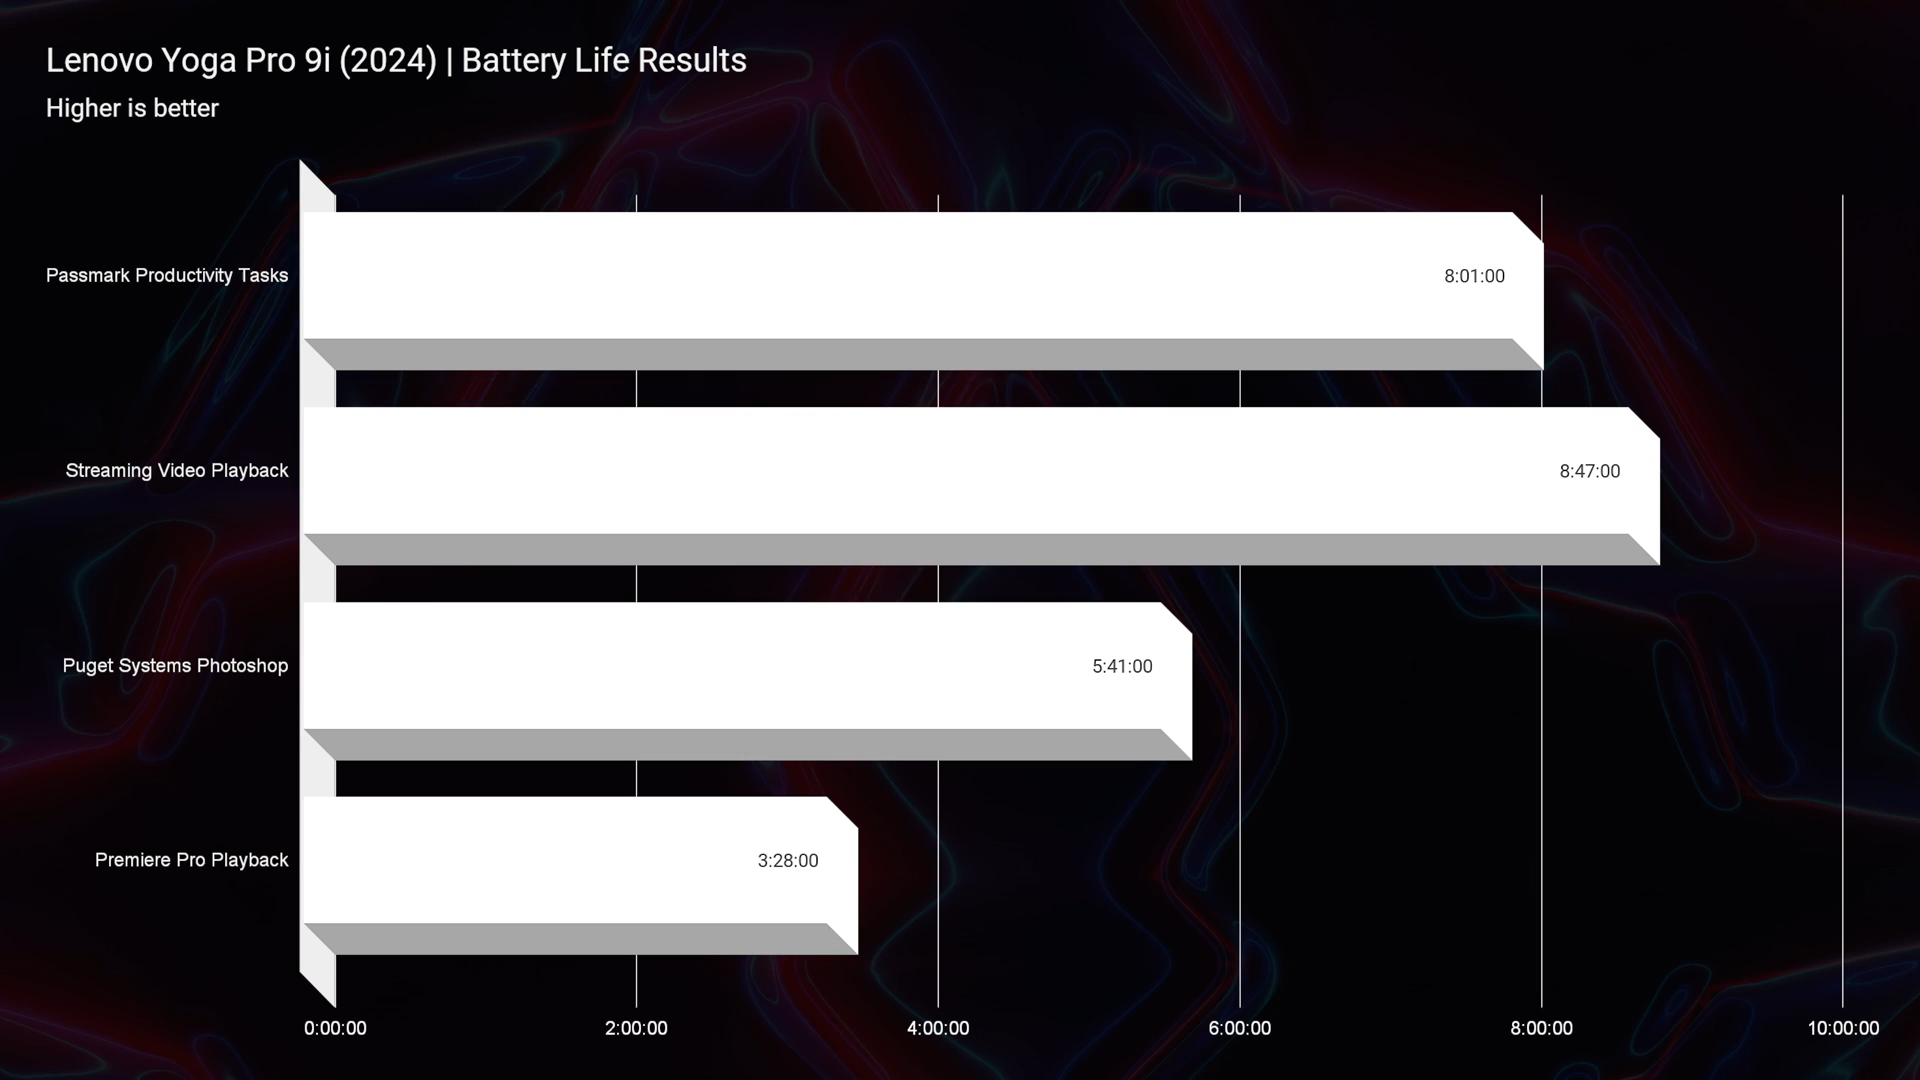 Lenovo Yoga Pro 9i (2024) | Battery Life Results
Higher is better
Passmark Productivity Tasks
8:01:00
Streaming Video Playback
8:47:00
Puget Systems Photoshop
5:41:00
Premiere Pro Playback
3:28:00
0:00:00 2:00:00 4:00:00 6:00:00 8:00:00 10:00:00